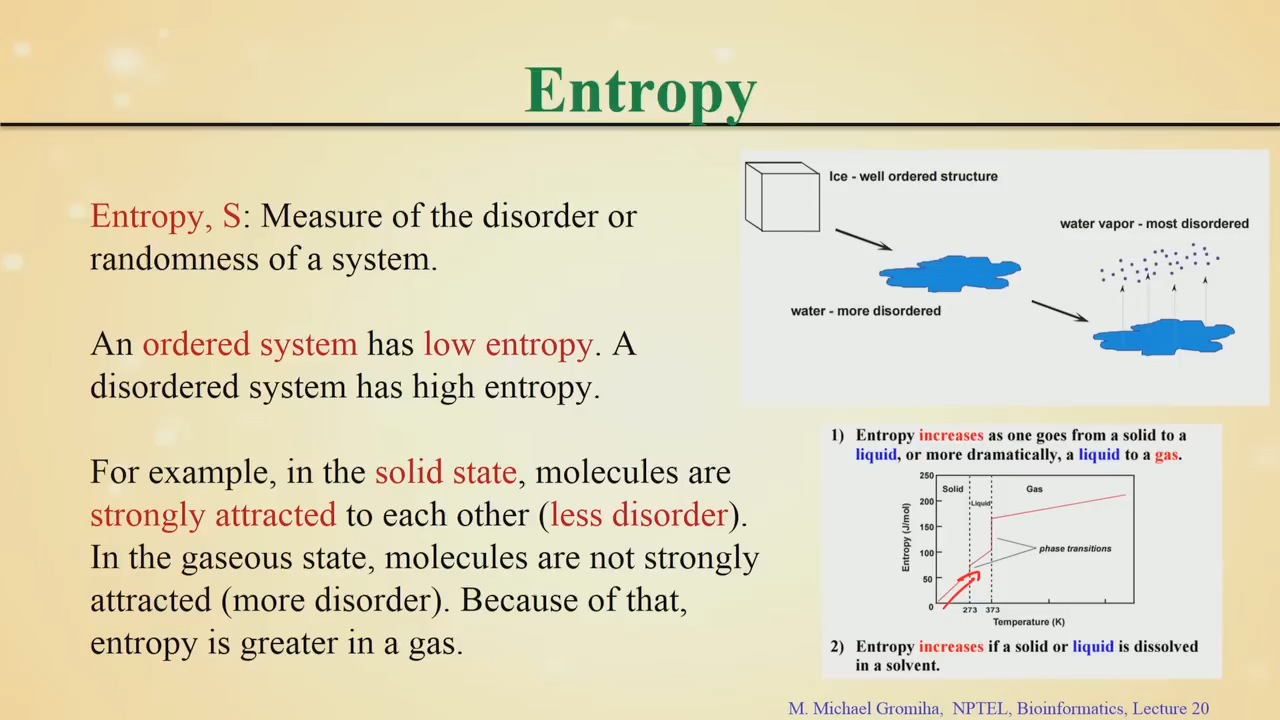 Entropy
Entropy, S: Measure of the disorder or
randomness of a system.
An ordered system has low entropy. A
disordered system has high entropy.
For example, in the solid state, molecules are
strongly attracted to each other (less disorder).
In the gaseous state, molecules are not strongly
attracted (more disorder). Because of that,
entropy is greater in a gas.
Ice - well ordered structure
water vapor - most disordered
water - more disordered
1) Entropy increases as one goes from a solid to a
liquid, or more dramatically, a liquid to a gas.
250
200
150
100
50
0
Entropy (J/mol)
Solid
Liquid
Gas
phase transitions
273 373
Temperature (K)
2) Entropy increases if a solid or liquid is dissolved
in a solvent.
M. Michael Gromiha, NPTEL, Bioinformatics, Lecture 20